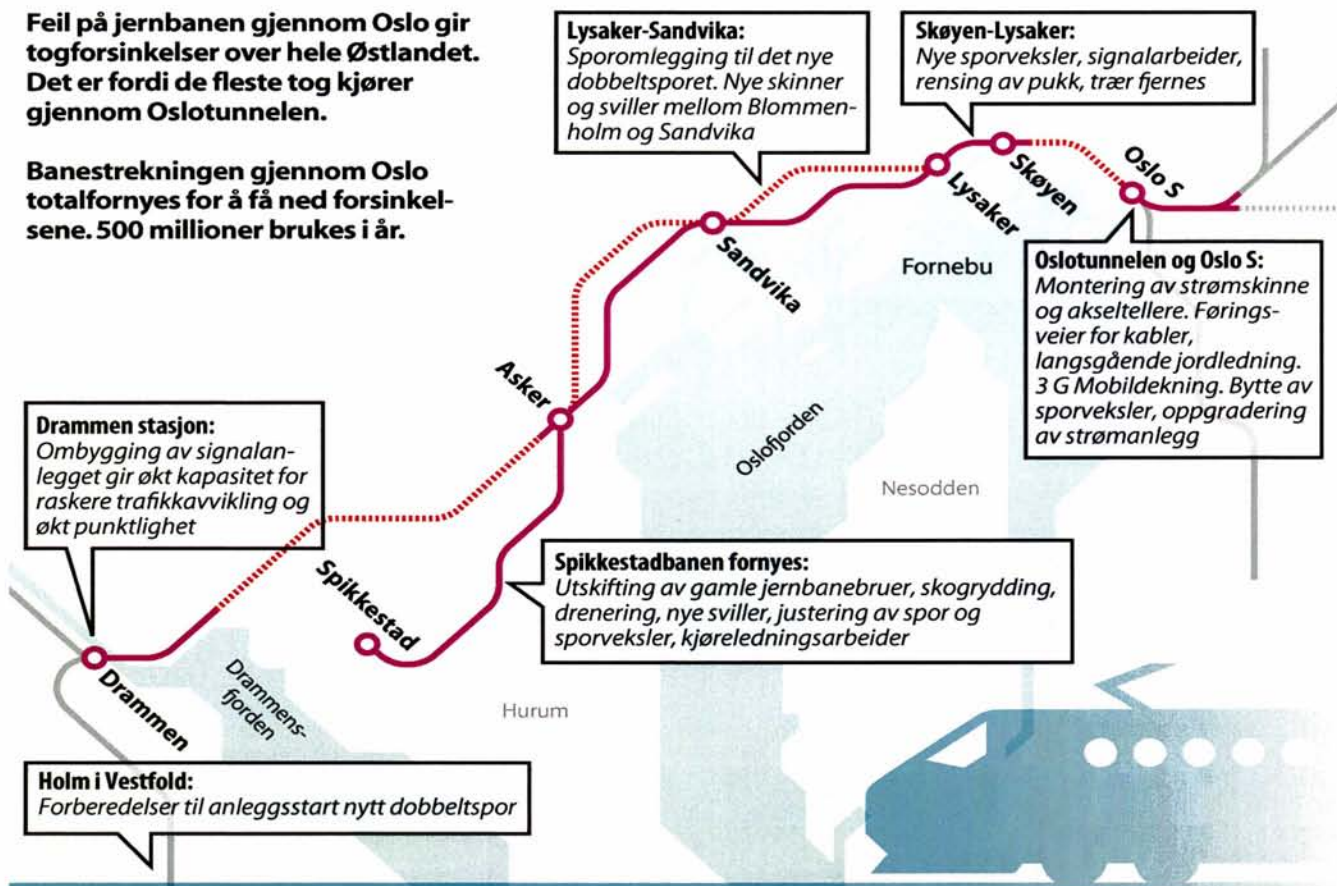 Feil på jernbanen gjennom Oslo gir
togforsinkelser over hele Østlandet.
Det er fordi de fleste tog kjører
gjennom Oslotunnelen.
Banestrekningen gjennom Oslo
totalfornyes for å få ned forsinkel-
sene. 500 millioner brukes i år.
Lysaker-Sandvika:
Sporomlegging til det nye
dobbeltsporet. Nye skinner
og sviller mellom Blommen-
holm og Sandvika
Skøyen-Lysaker:
Nye sporveksler, signalarbeider,
rensing av pukk, trær fjernes
Oslo S
Skøyen
Lysaker
Sandvika
Fornebu
Oslotunnelen og Oslo S:
Montering av strømskinne
og akseltellere. Førings-
veier for kabler,
langsgående jordledning.
3 G Mobildekning. Bytte av
sporveksler, oppgradering
av strømanlegg
Asker
Oslofjorden
Nesodden
Drammen stasjon:
Ombygging av signalan-
legget gir økt kapasitet for
raskere trafikkavvikling og
økt punktlighet
Spikkestad
Spikkestadbanen fornyes:
Utskifting av gamle jernbanebruer, skogrydding,
drenering, nye sviller, justering av spor og
sporveksler, kjøreledningsarbeider
Drammen
Drammens-
fjorden
Hurum
Holm i Vestfold:
Forberedelser til anleggsstart nytt dobbeltspor